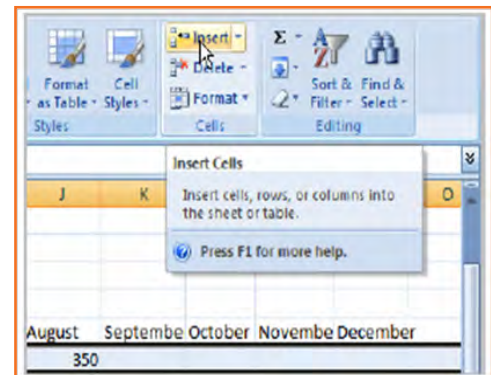 Insert
Σ
Delete
Format
as Table
Cell
Styles
Format
Sort &
Filter
Find &
Select
Styles
Cells
Editing
Insert Cells
Insert cells, rows, or columns into
the sheet or table.
Press F1 for more help.
J K O
August Septembe October Novembe December
350